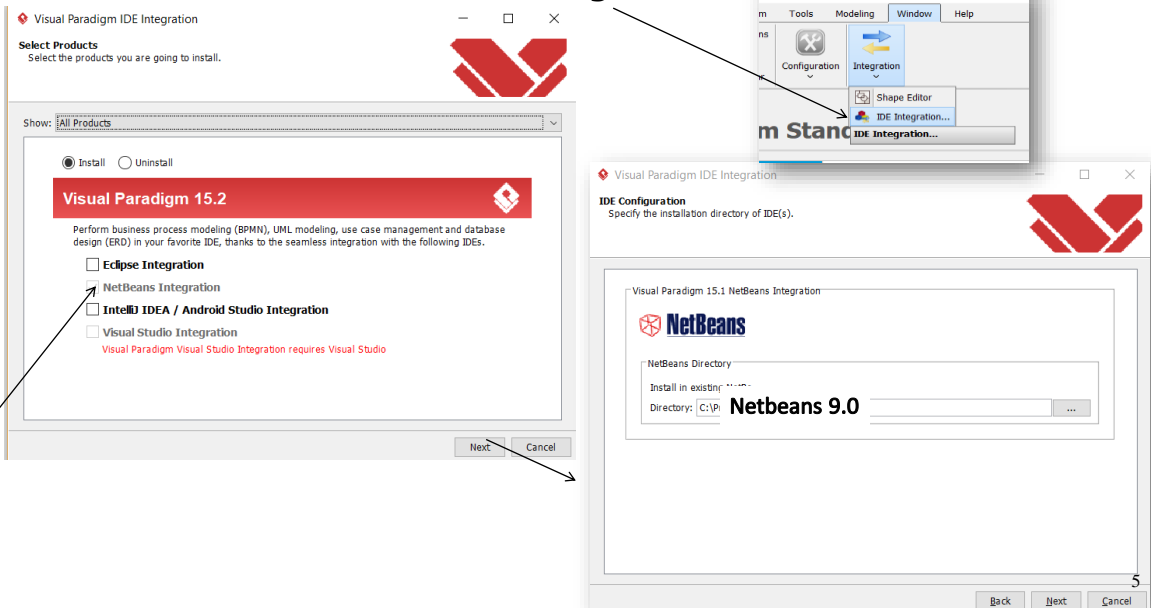 Visual Paradigm IDE Integration
Select Products
Select the products you are going to install.
Show: All Products
Install Uninstall
Visual Paradigm 15.2
Perform business process modeling (BPMN), UML modeling, use case management and database
design (ERD) in your favorite IDE, thanks to the seamless integration with the following IDEs.
Eclipse Integration
NetBeans Integration
IntelliJ IDEA / Android Studio Integration
Visual Studio Integration
Visual Paradigm Visual Studio Integration requires Visual Studio
Next Cancel
Tools Modeling Window Help
Configuration Integration
Shape Editor
IDE Integration...
IDE Integration...
Visual Paradigm IDE Integration
IDE Configuration
Specify the installation directory of IDE(s).
Visual Paradigm 15.1 NetBeans Integration
NetBeans
NetBeans Directory
Install in existing
Directory: C:\P
Netbeans 9.0
...
5
Back Next Cancel